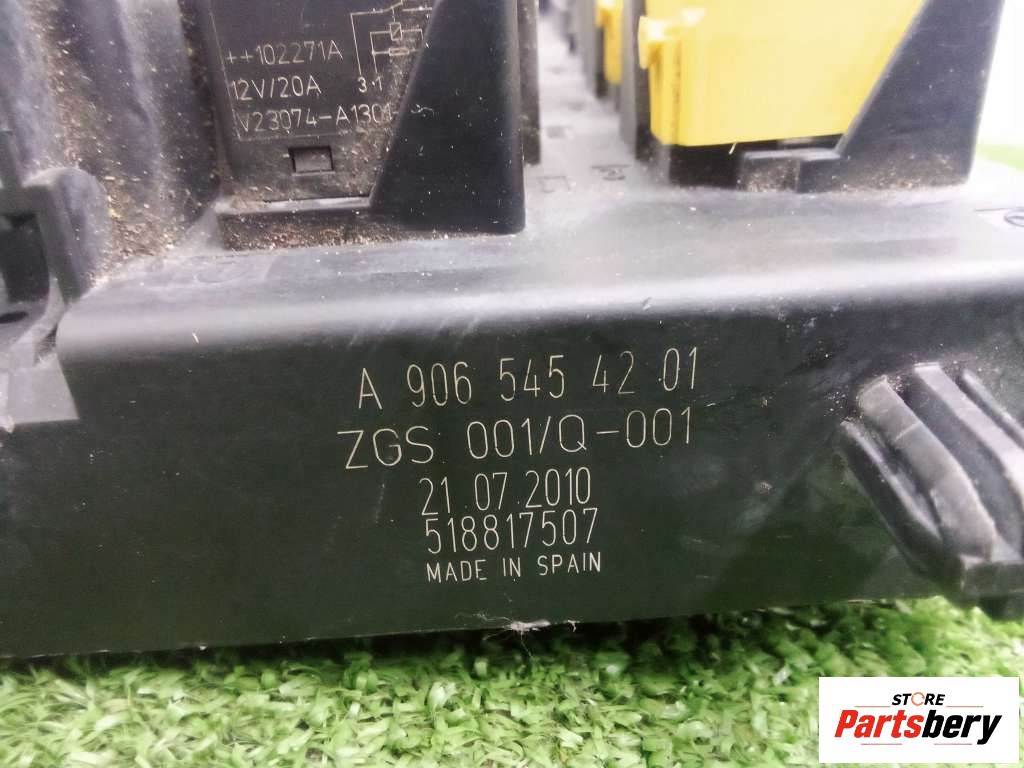 ++102271A
12V/20A
3 1
V23074-A1301
A 906 545 42 01
ZGS 001/Q-001
21.07.2010
518817507
MADE IN SPAIN
STORE
Partsbery